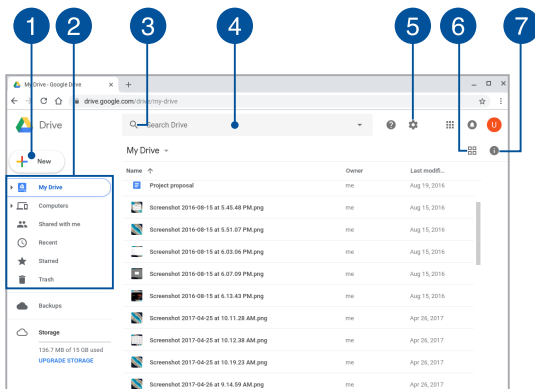 1 2 3 4 5 6 7
My Drive - Google Drive
drive.google.com/drive/my-drive
Drive
Search Drive
U
New
My Drive
Name Owner Last modifi...
My Drive
Computers
Shared with me
Recent
Starred
Trash
Backups
Storage
136.7 MB of 15 GB used
UPGRADE STORAGE
Project proposal me Aug 19, 2016
Screenshot 2016-08-15 at 5.45.48 PM.png me Aug 15, 2016
Screenshot 2016-08-15 at 5.51.07 PM.png me Aug 15, 2016
Screenshot 2016-08-15 at 6.03.06 PM.png me Aug 15, 2016
Screenshot 2016-08-15 at 6.07.09 PM.png me Aug 15, 2016
Screenshot 2016-08-15 at 6.13.43 PM.png me Aug 15, 2016
Screenshot 2017-04-25 at 10.11.28 AM.png me Apr 26, 2017
Screenshot 2017-04-25 at 10.12.38 AM.png me Apr 26, 2017
Screenshot 2017-04-25 at 10.19.23 AM.png me Apr 26, 2017
Screenshot 2017-04-26 at 9.14.59 AM.png me Apr 26, 2017